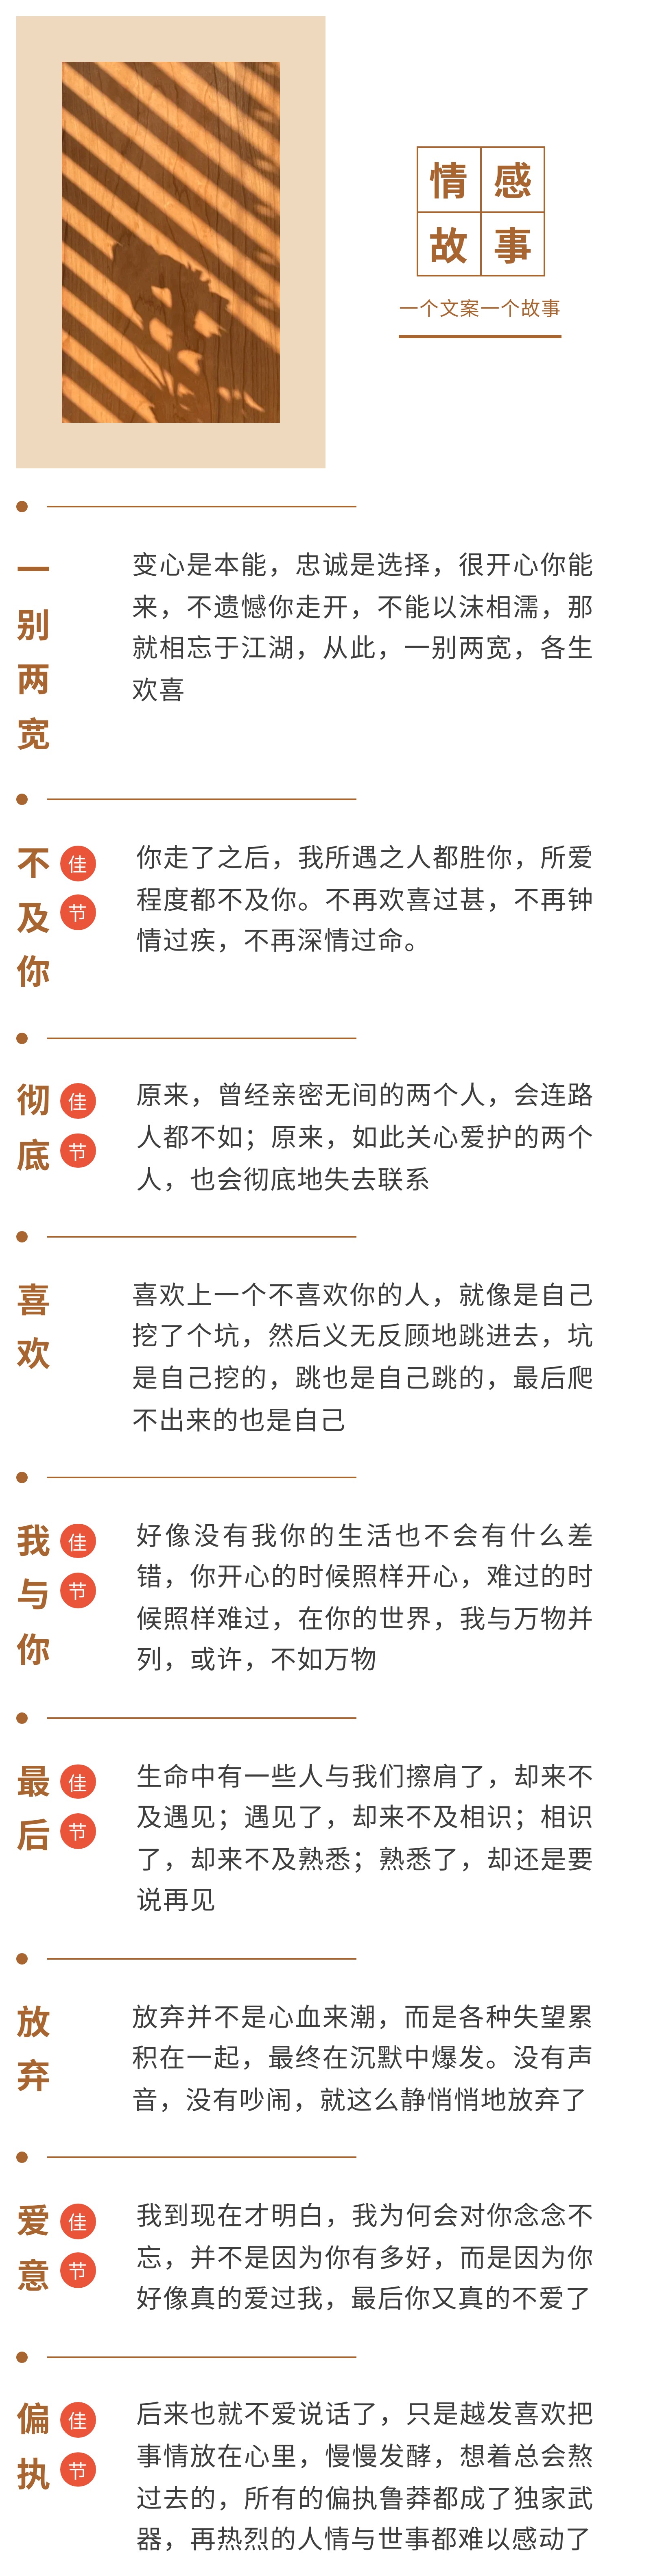 情感
故事
一个文案一个故事
一别两宽
变心是本能，忠诚是选择，很开心你能
来，不遗憾你走开，不能以沫相濡，那
就相忘于江湖，从此，一别两宽，各生
欢喜
不及你
佳节
你走了之后，我所遇之人都胜你，所爱
程度都不及你。不再欢喜过甚，不再钟
情过疾，不再深情过命。
彻底
佳节
原来，曾经亲密无间的两个人，会连路
人都不如；原来，如此关心爱护的两个
人，也会彻底地失去联系
喜欢
喜欢上一个不喜欢你的人，就像是自己
挖了个坑，然后义无反顾地跳进去，坑
是自己挖的，跳也是自己跳的，最后爬
不出来的也是自己
我与你
佳节
好像没有我你的生活也不会有什么差
错，你开心的时候照样开心，难过的时
候照样难过，在你的世界，我与万物并
列，或许，不如万物
最后
佳节
生命中有一些人与我们擦肩了，却来不
及遇见；遇见了，却来不及相识；相识
了，却来不及熟悉；熟悉了，却还是要
说再见
放弃
放弃并不是心血来潮，而是各种失望累
积在一起，最终在沉默中爆发。没有声
音，没有吵闹，就这么静悄悄地放弃了
爱意
佳节
我到现在才明白，我为何会对你念念不
忘，并不是因为你有多好，而是因为你
好像真的爱过我，最后你又真的不爱了
偏执
佳节
后来也就不爱说话了，只是越发喜欢把
事情放在心里，慢慢发酵，想着总会熬
过去的，所有的偏执鲁莽都成了独家武
器，再热烈的人情与世事都难以感动了